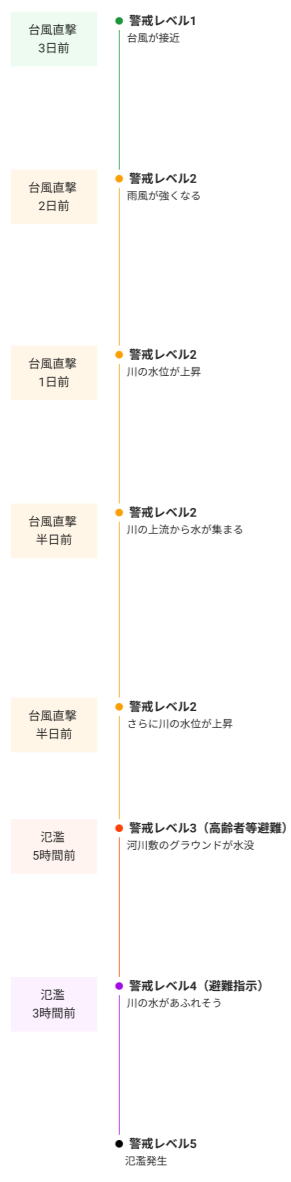 台風直撃
3日前
警戒レベル1
台風が接近
台風直撃
2日前
警戒レベル2
雨風が強くなる
台風直撃
1日前
警戒レベル2
川の水位が上昇
台風直撃
半日前
警戒レベル2
川の上流から水が集まる
台風直撃
半日前
警戒レベル2
さらに川の水位が上昇
氾濫
5時間前
警戒レベル3（高齢者等避難）
河川敷のグラウンドが水没
氾濫
3時間前
警戒レベル4（避難指示）
川の水があふれそう
警戒レベル5
氾濫発生